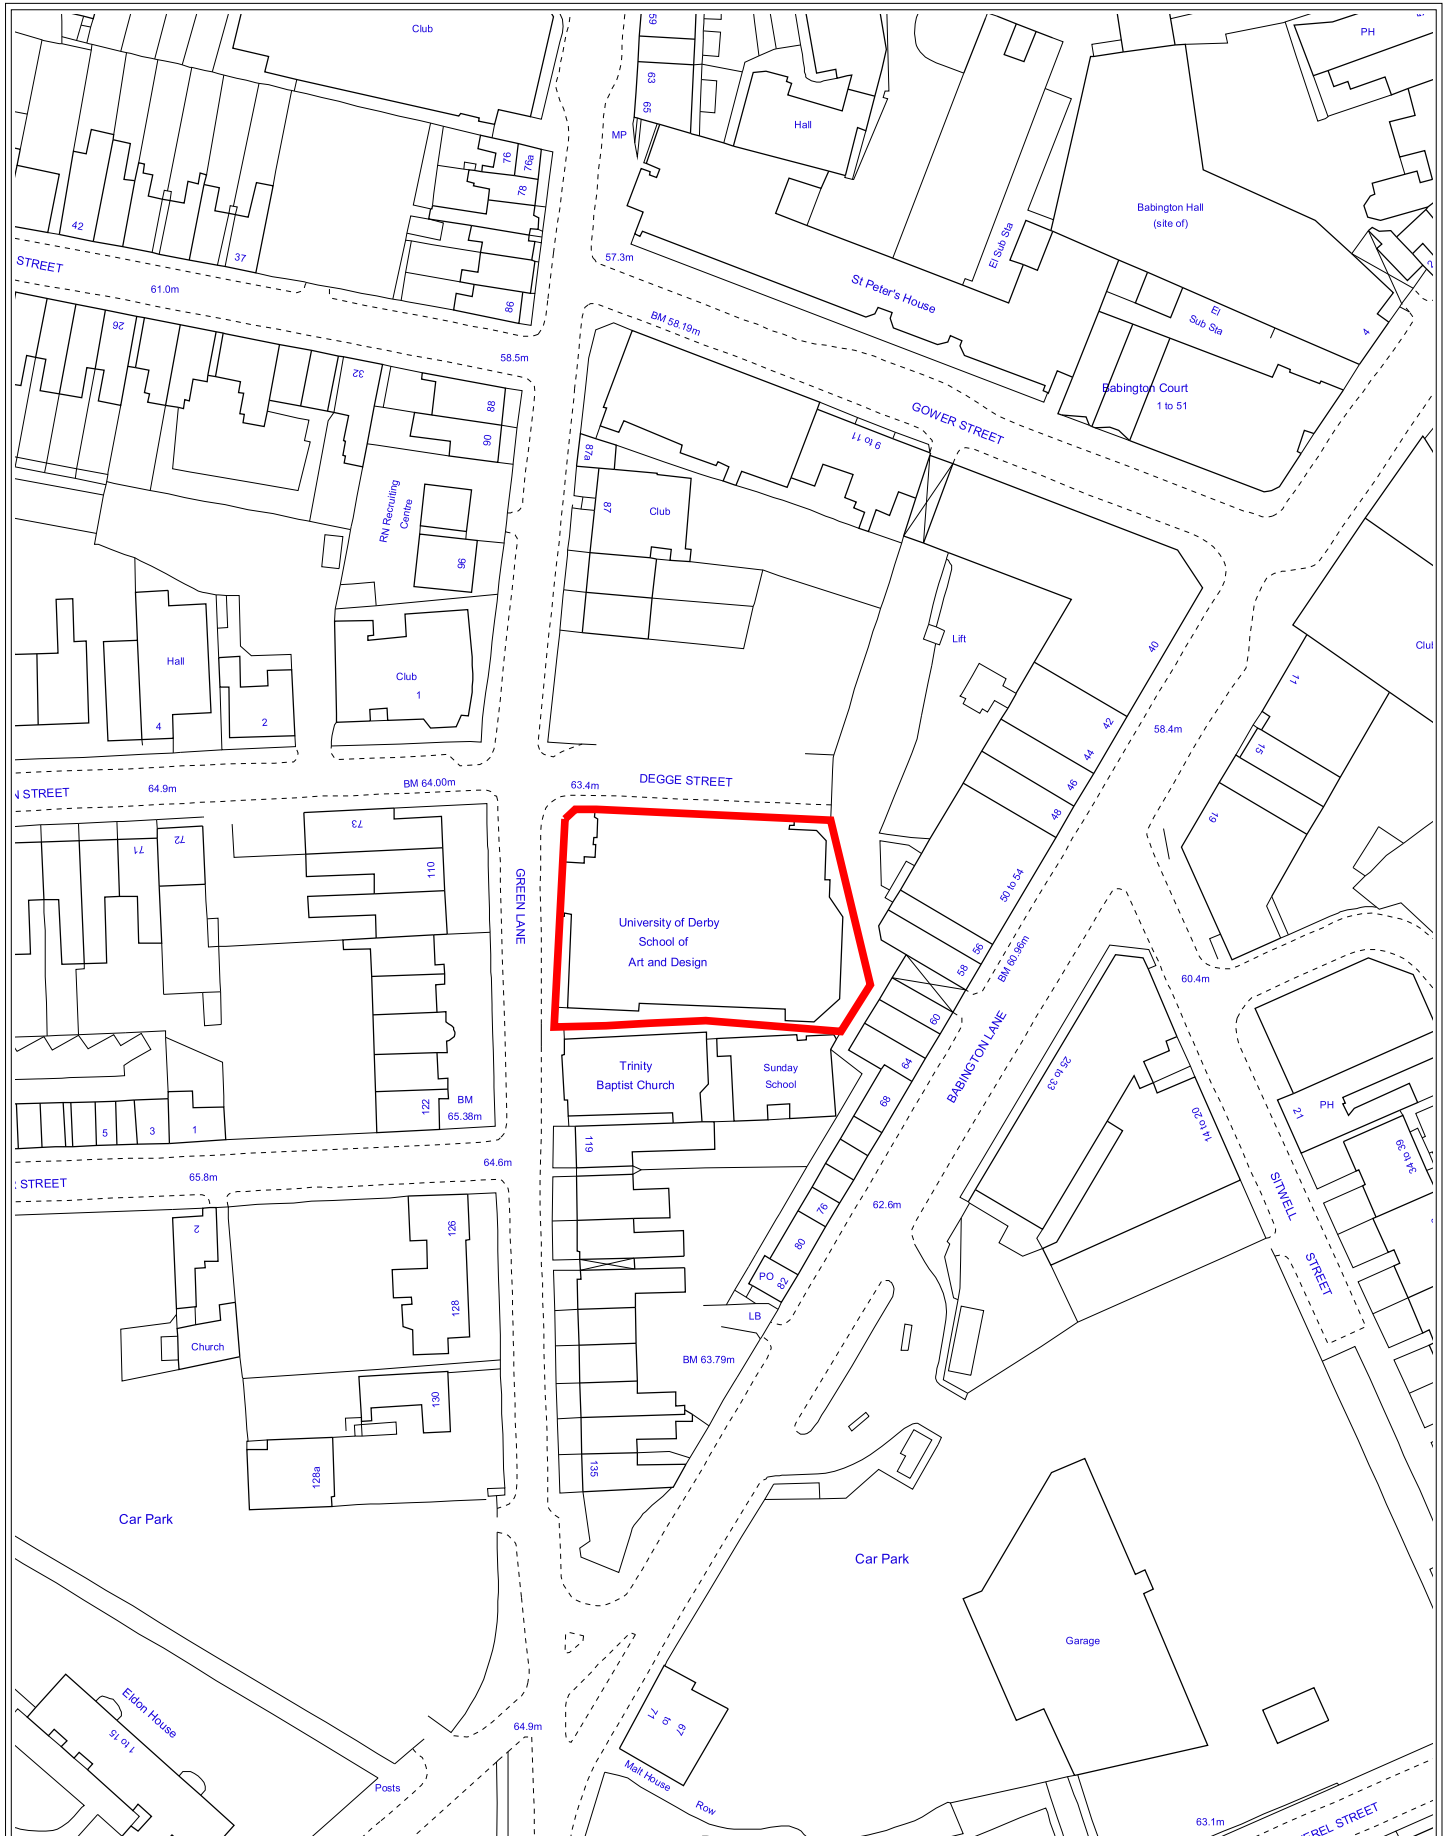 Club
59
63
65
MP
Hall
PH
76
76a
78
86
42
37
STREET
61.0m
57.3m
El Sub Sta
St Peter's House
Babington Hall
(site of)
El
Sub Sta
4
26
32
58.5m
BM 58.19m
88
90
Babington Court
1 to 51
GOWER STREET
9 to 11
87a
87
Club
RN Recruiting
Centre
96
Hall
4
2
Club
1
Lift
40
42
44
46
48
50 to 54
56
58
58.4m
11
15
19
STREET
64.9m
BM 64.00m
63.4m
DEGGE STREET
71
72
73
110
GREEN LANE
University of Derby
School of
Art and Design
BM 60.96m
60.4m
60
64
68
BABINGTON LANE
25 to 33
14 to 20
21
PH
34 to 39
Trinity
Baptist Church
Sunday
School
5
3
1
122
BM
65.38m
119
64.6m
STREET
65.8m
2
126
128
Church
76
80
PO
82
LB
62.6m
SITWELL
STREET
BM 63.79m
130
128a
135
Car Park
Car Park
Garage
Eldon House
1 to 15
64.9m
Posts
67
to
71
Malt House
Row
63.1m
STREET